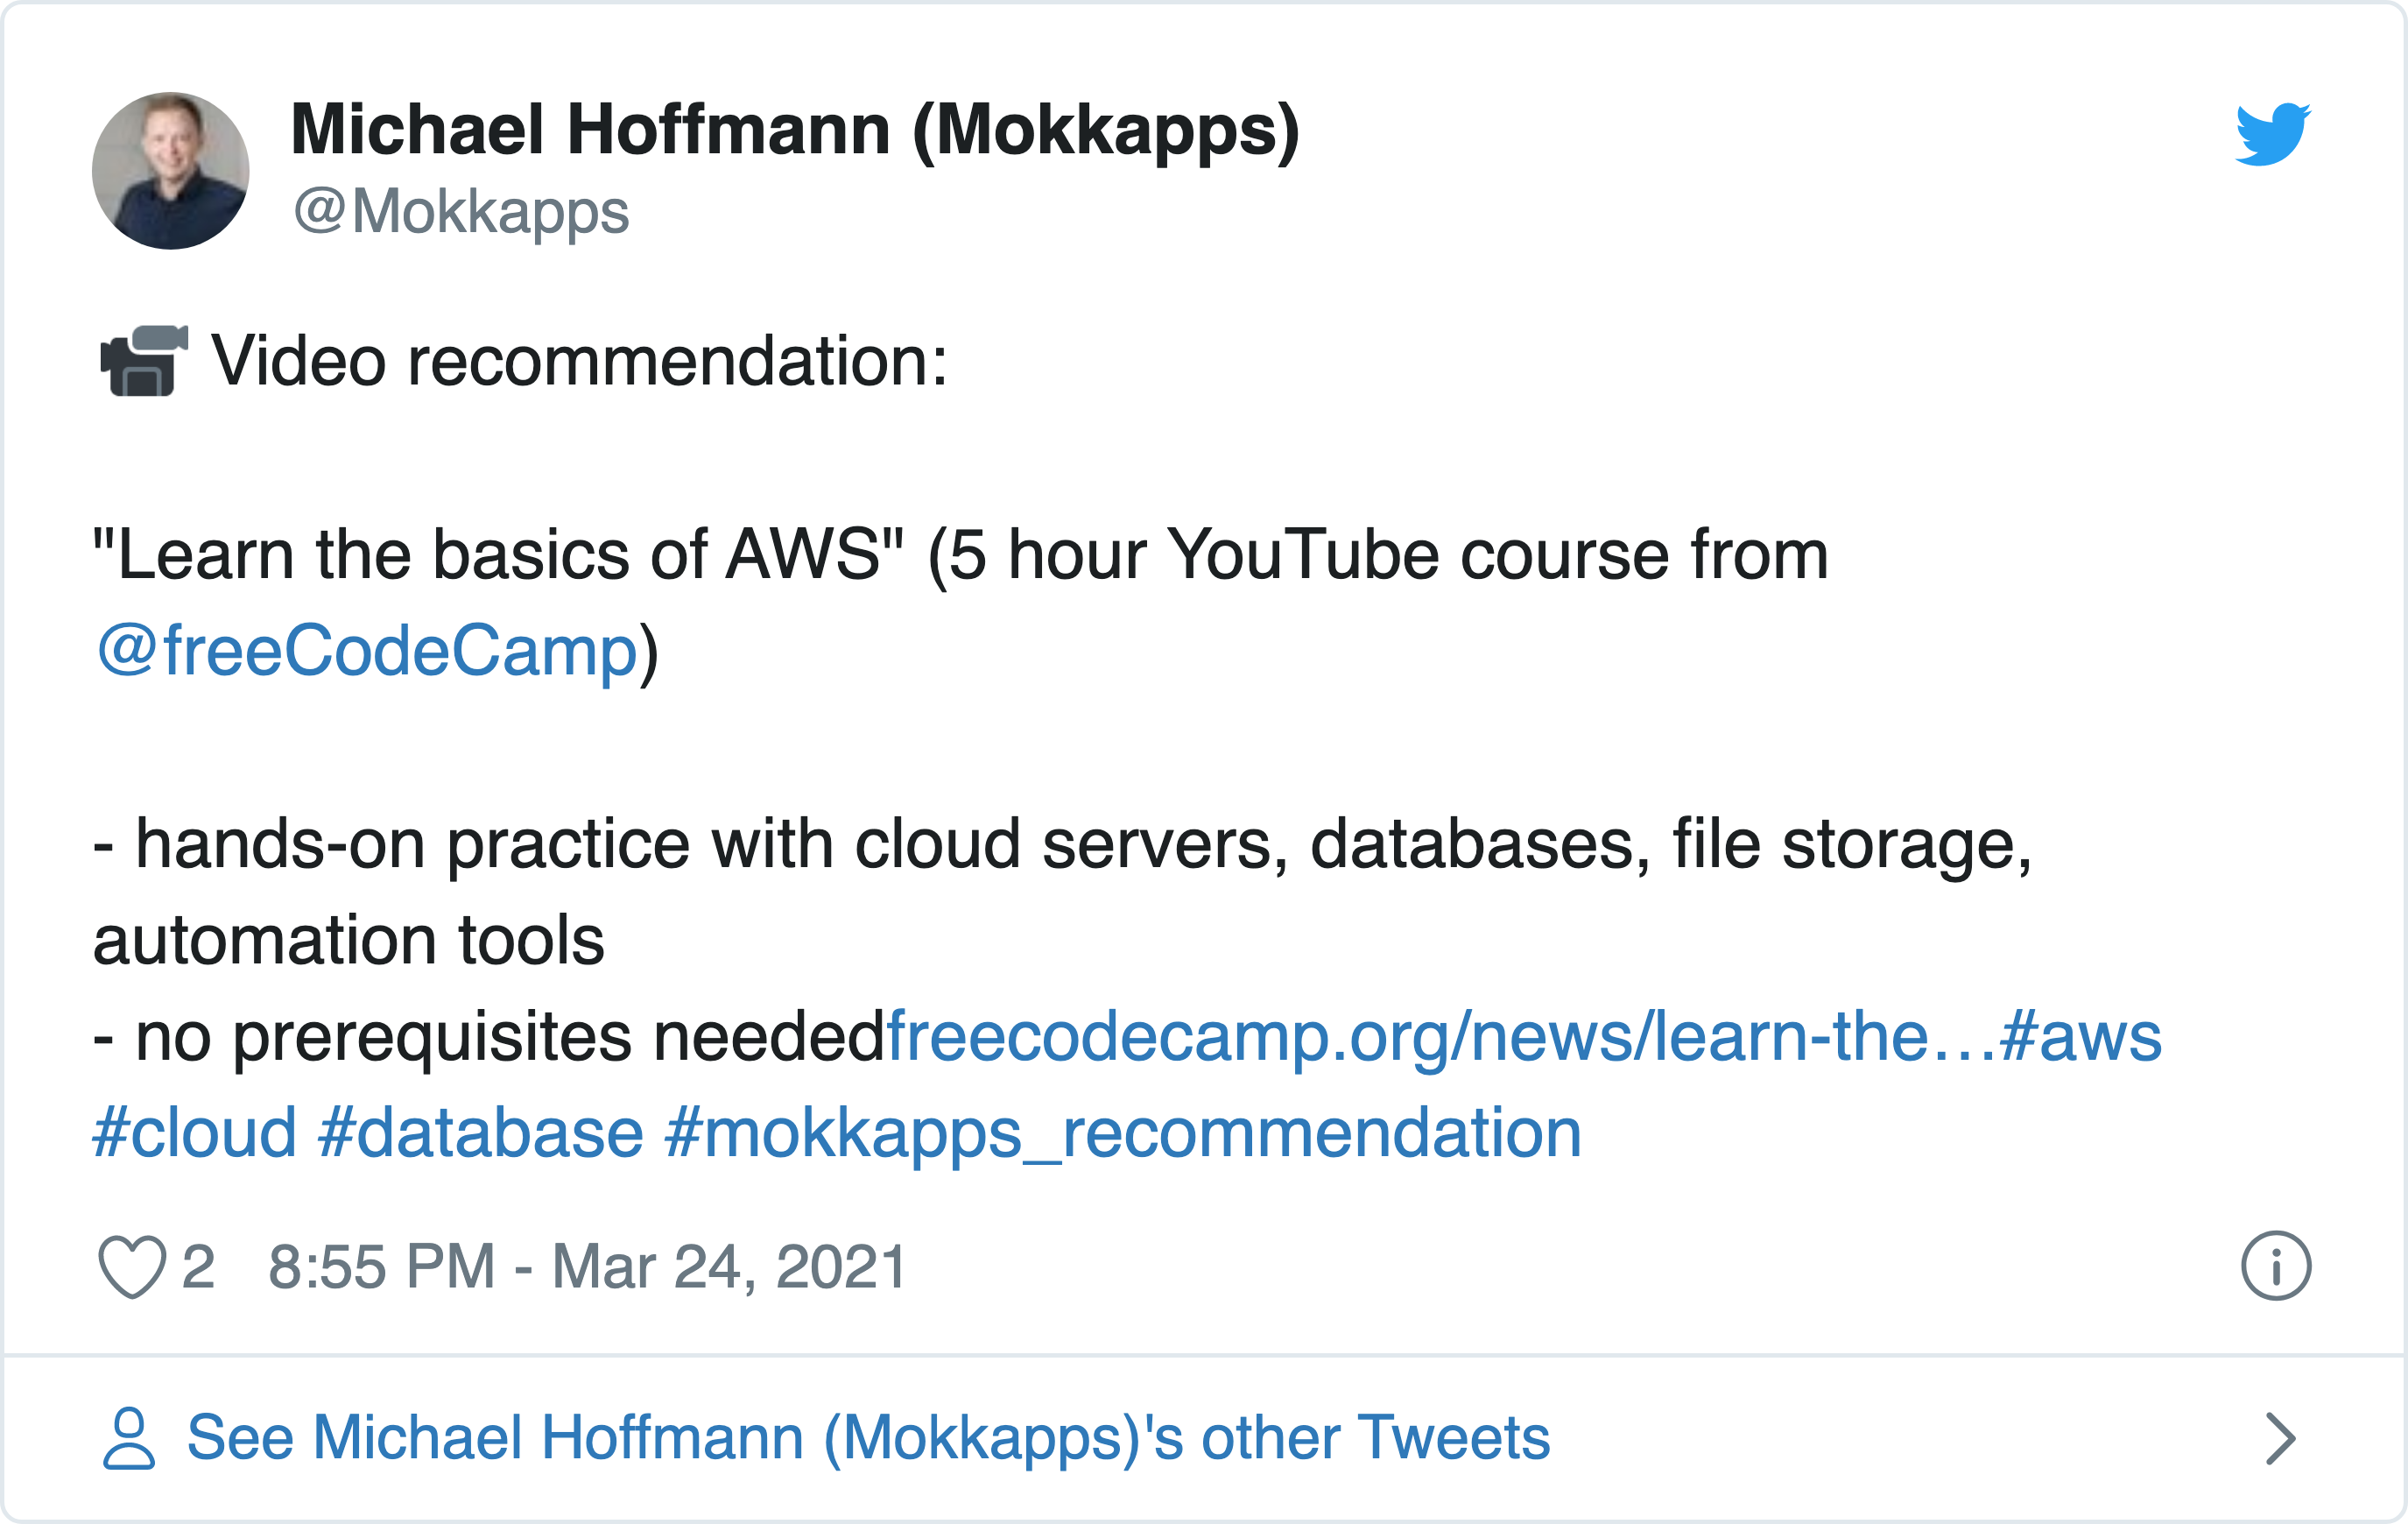 Michael Hoffmann (Mokkapps)
@Mokkapps
Video recommendation:
"Learn the basics of AWS" (5 hour YouTube course from
@freeCodeCamp)
- hands-on practice with cloud servers, databases, file storage,
automation tools
- no prerequisites neededfreecodecamp.org/news/learn-the…#aws
#cloud #database #mokkapps_recommendation
2 8:55 PM - Mar 24, 2021
See Michael Hoffmann (Mokkapps)'s other Tweets